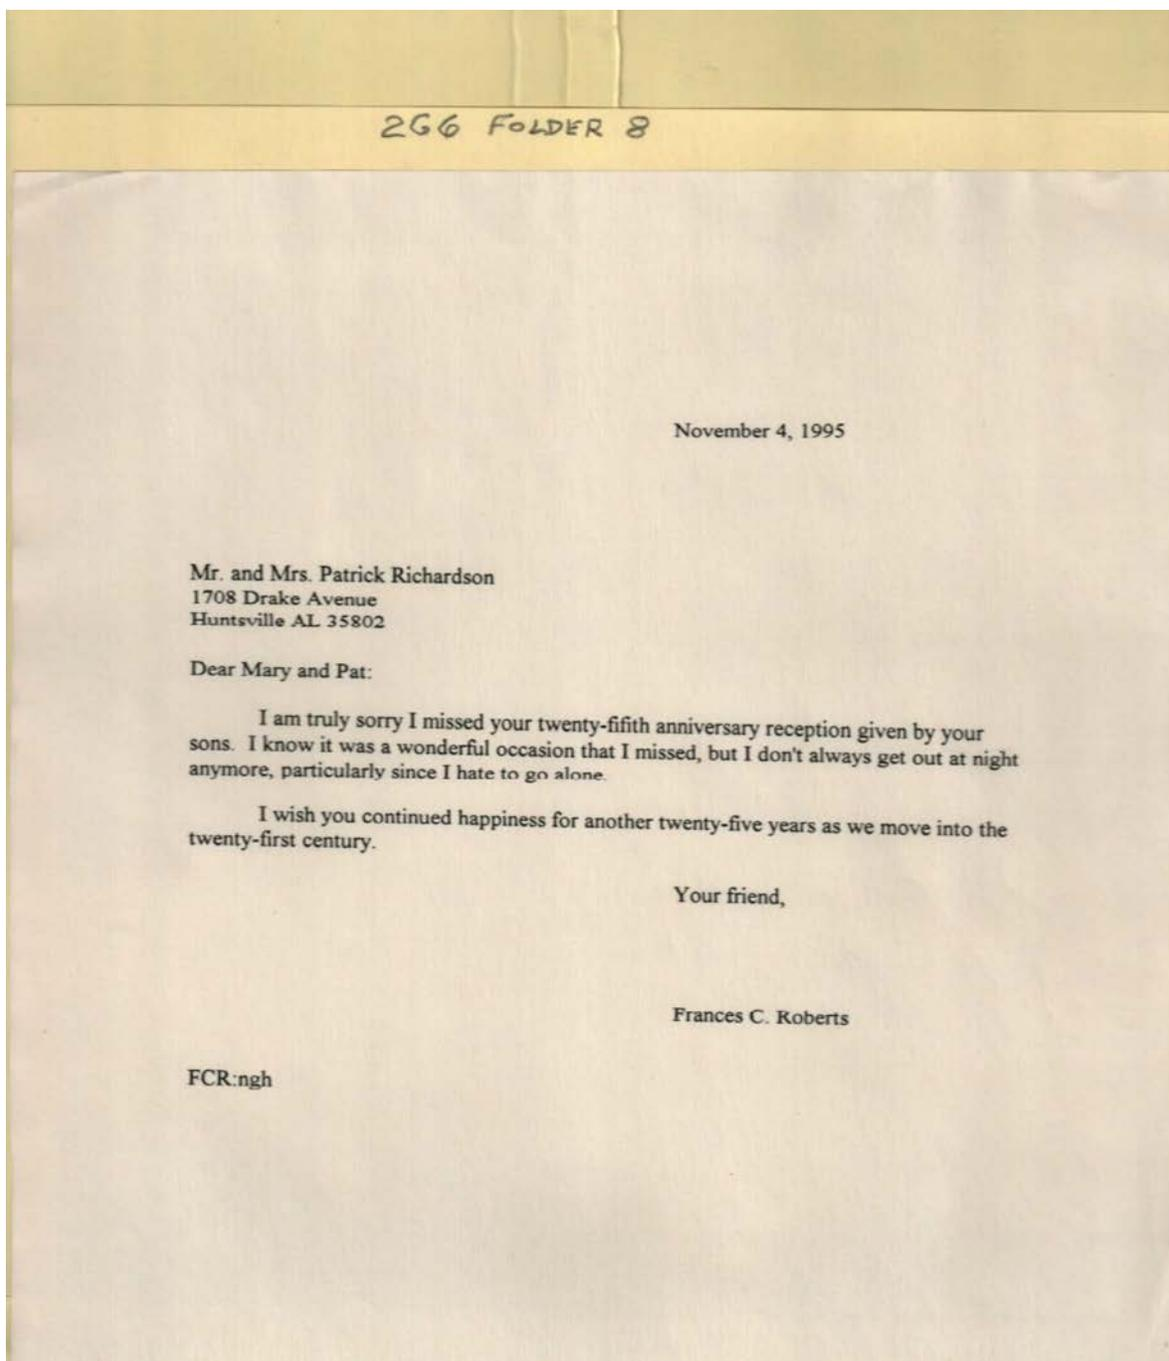 2G6 FOLDER 8
November 4, 1995
Mr. and Mrs. Patrick Richardson
1708 Drake Avenue
Huntsville AL 35802
Dear Mary and Pat:
I am truly sorry I missed your twenty-fifith anniversary reception given by your
sons. I know it was a wonderful occasion that I missed, but I don't always get out at night
anymore, particularly since I hate to go alone.
I wish you continued happiness for another twenty-five years as we move into the
twenty-first century.
Your friend,
Frances C. Roberts
FCR:ngh